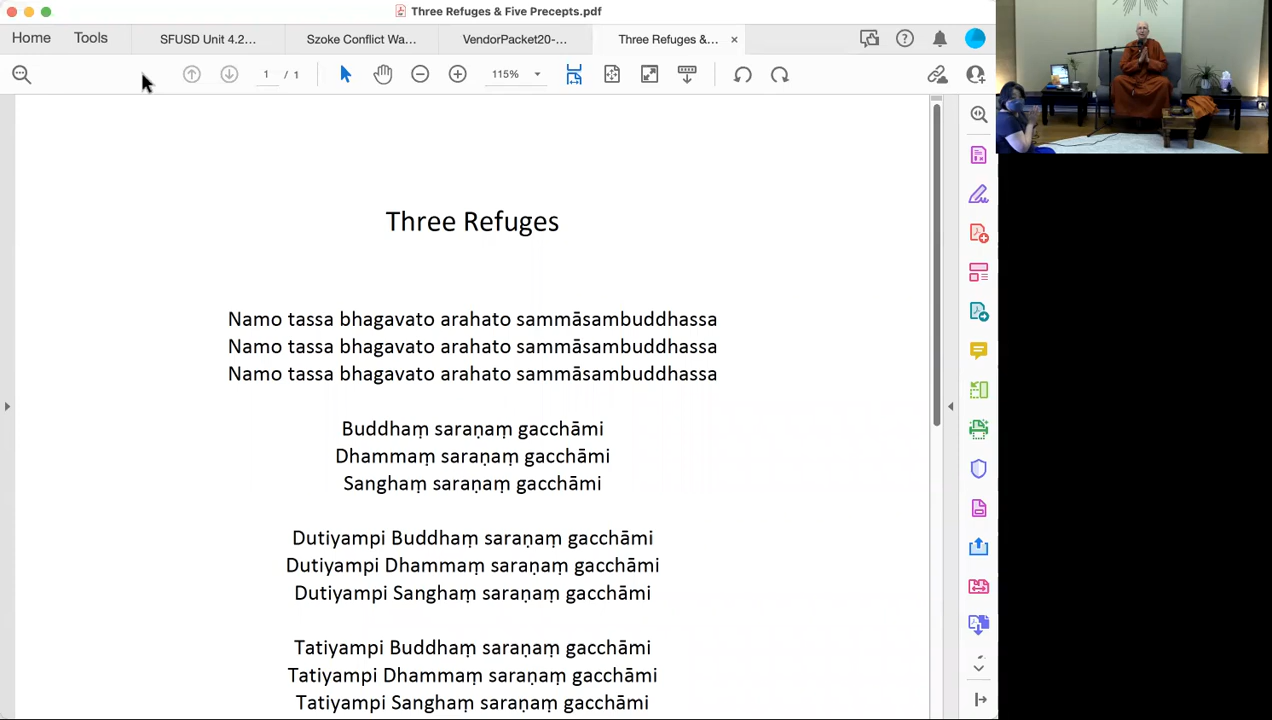 Three Refuges & Five Precepts.pdf
Home Tools SFUSD Unit 4.2... Szoke Conflict Wa... VendorPacket20-... Three Refuges &... ×
1 / 1 115%
Three Refuges
Namo tassa bhagavato arahato sammāsambuddhassa
Namo tassa bhagavato arahato sammāsambuddhassa
Namo tassa bhagavato arahato sammāsambuddhassa
Buddhaṃ saraṇaṃ gacchāmi
Dhammaṃ saraṇaṃ gacchāmi
Sanghaṃ saraṇaṃ gacchāmi
Dutiyampi Buddhaṃ saraṇaṃ gacchāmi
Dutiyampi Dhammaṃ saraṇaṃ gacchāmi
Dutiyampi Sanghaṃ saraṇaṃ gacchāmi
Tatiyampi Buddhaṃ saraṇaṃ gacchāmi
Tatiyampi Dhammaṃ saraṇaṃ gacchāmi
Tatiyampi Sanghaṃ saraṇaṃ gacchāmi